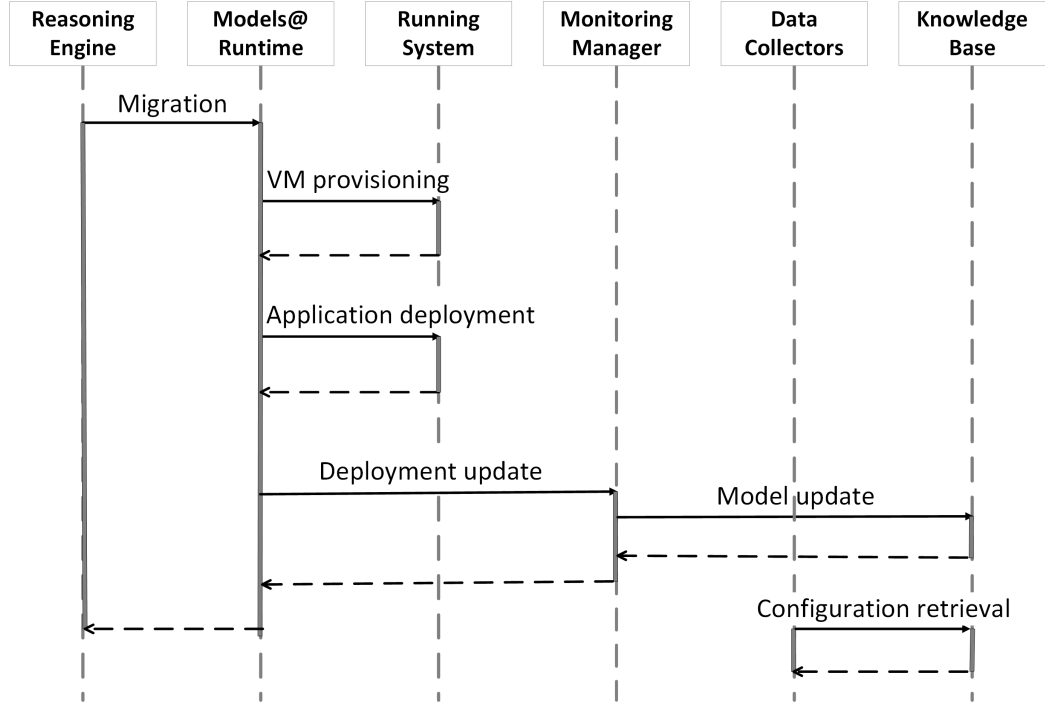 Reasoning
Engine
Models@
Runtime
Running
System
Monitoring
Manager
Data
Collectors
Knowledge
Base
Migration
VM provisioning
Application deployment
Deployment update
Model update
Configuration retrieval